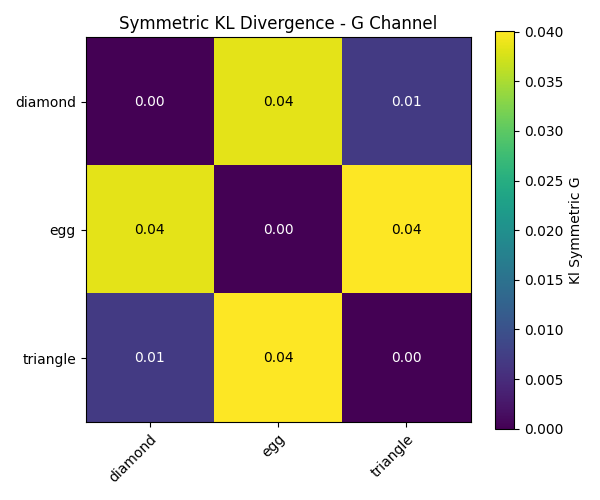 Symmetric KL Divergence - G Channel
diamond 0.00 0.04 0.01
egg 0.04 0.00 0.04
triangle 0.01 0.04 0.00
diamond egg triangle
0.040
0.035
0.030
0.025
0.020
0.015
0.010
0.005
0.000
Kl Symmetric G